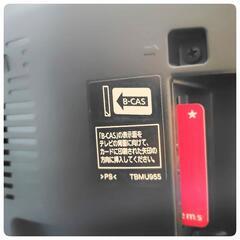 B-CAS
「B-CAS」の表示面を
テレビの背面に向けて、
カードに印刷された矢印の
方向に挿入してください。
>PS< TBMU955
ems